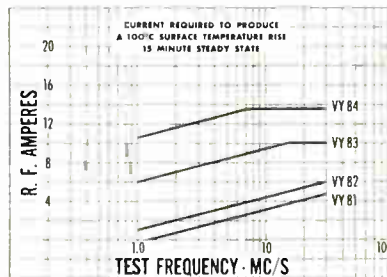 CURRENT REQUIRED TO PRODUCE
A 100°C SURFACE TEMPERATURE RISE
15 MINUTE STEADY STATE
20
16
12
8
4
R. F. AMPERES
VY 84
VY 83
VY 82
VY 81
1.0
10
10
TEST FREQUENCY · MC/S